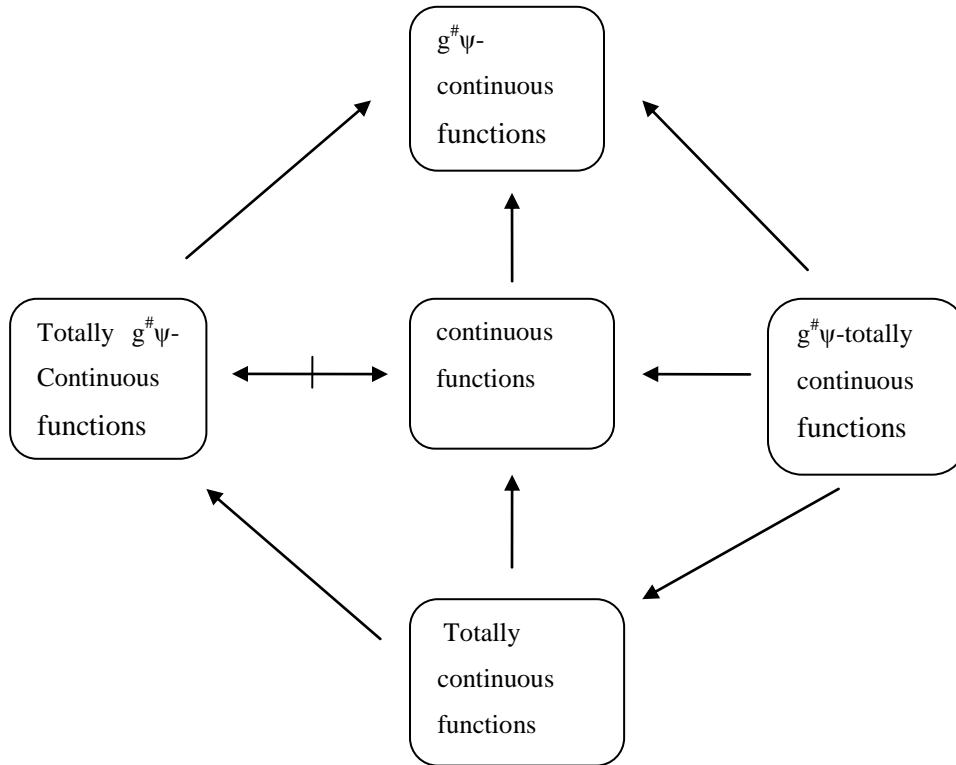 g#ψ-
continuous
functions
Totally g#ψ-
Continuous
functions
continuous
functions
g#ψ-totally
continuous
functions
Totally
continuous
functions